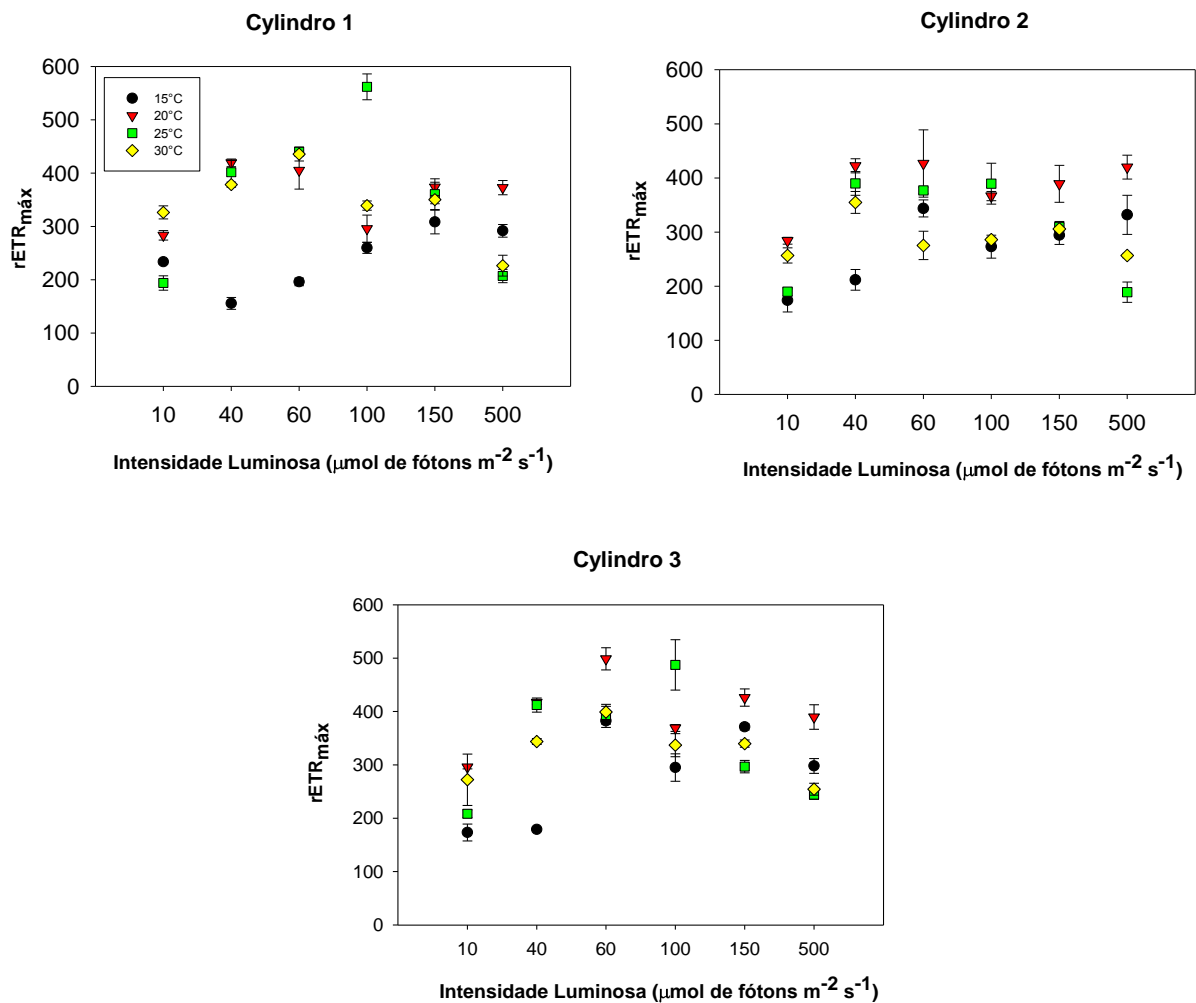 Cylindro 1
rETRmáx
600
500
400
300
200
100
0
15°C
20°C
25°C
30°C
10 40 60 100 150 500
Intensidade Luminosa (µmol de fótons m-2 s-1)
Cylindro 2
rETRmáx
600
500
400
300
200
100
0
10 40 60 100 150 500
Intensidade Luminosa (µmol de fótons m-2 s-1)
Cylindro 3
rETRmáx
600
500
400
300
200
100
0
10 40 60 100 150 500
Intensidade Luminosa (µmol de fótons m-2 s-1)